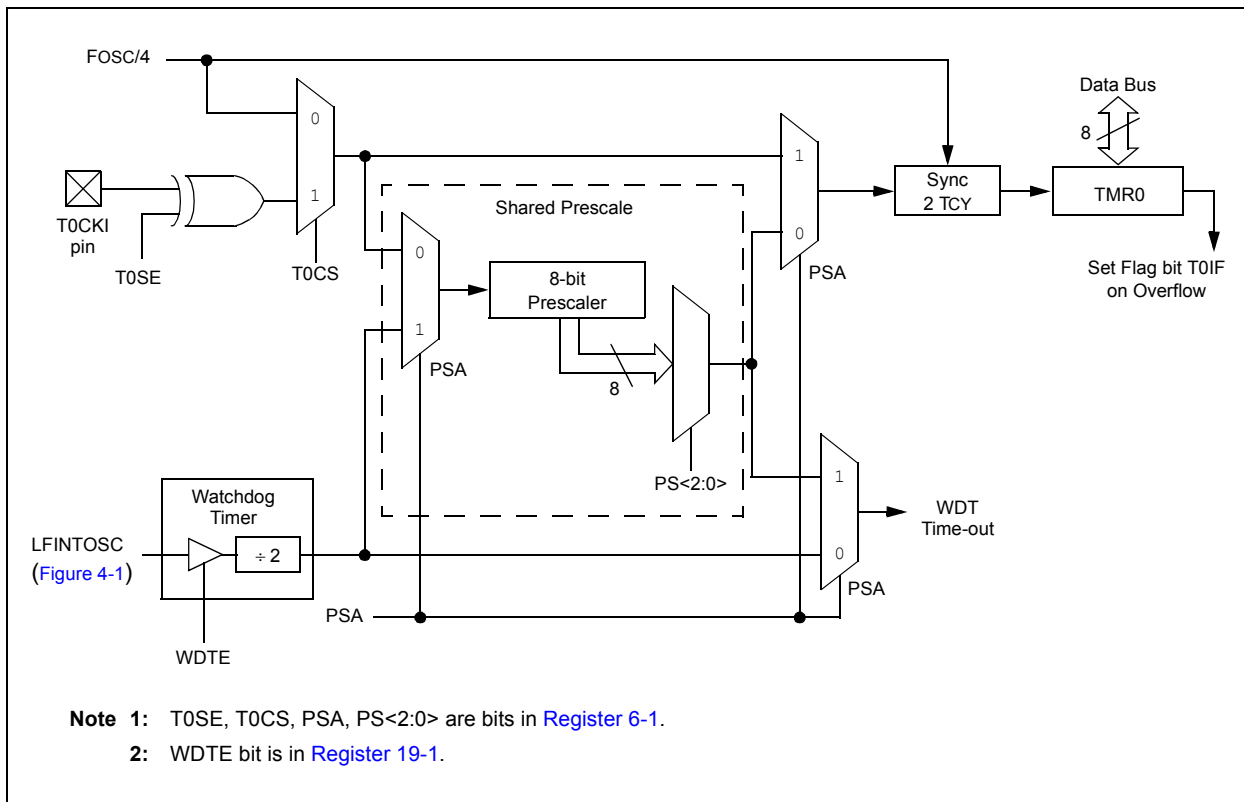 FOSC/4
Data Bus
8
0
1
1
0
T0CKI
pin
T0SE
T0CS
Shared Prescale
0
1
PSA
8-bit
Prescaler
8
PS<2:0>
PSA
Sync
2 TCY
TMR0
Set Flag bit T0IF
on Overflow
Watchdog
Timer
LFINTOSC
(Figure 4-1)
÷ 2
WDTE
PSA
1
0
PSA
WDT
Time-out
Note 1: T0SE, T0CS, PSA, PS<2:0> are bits in Register 6-1.
2: WDTE bit is in Register 19-1.